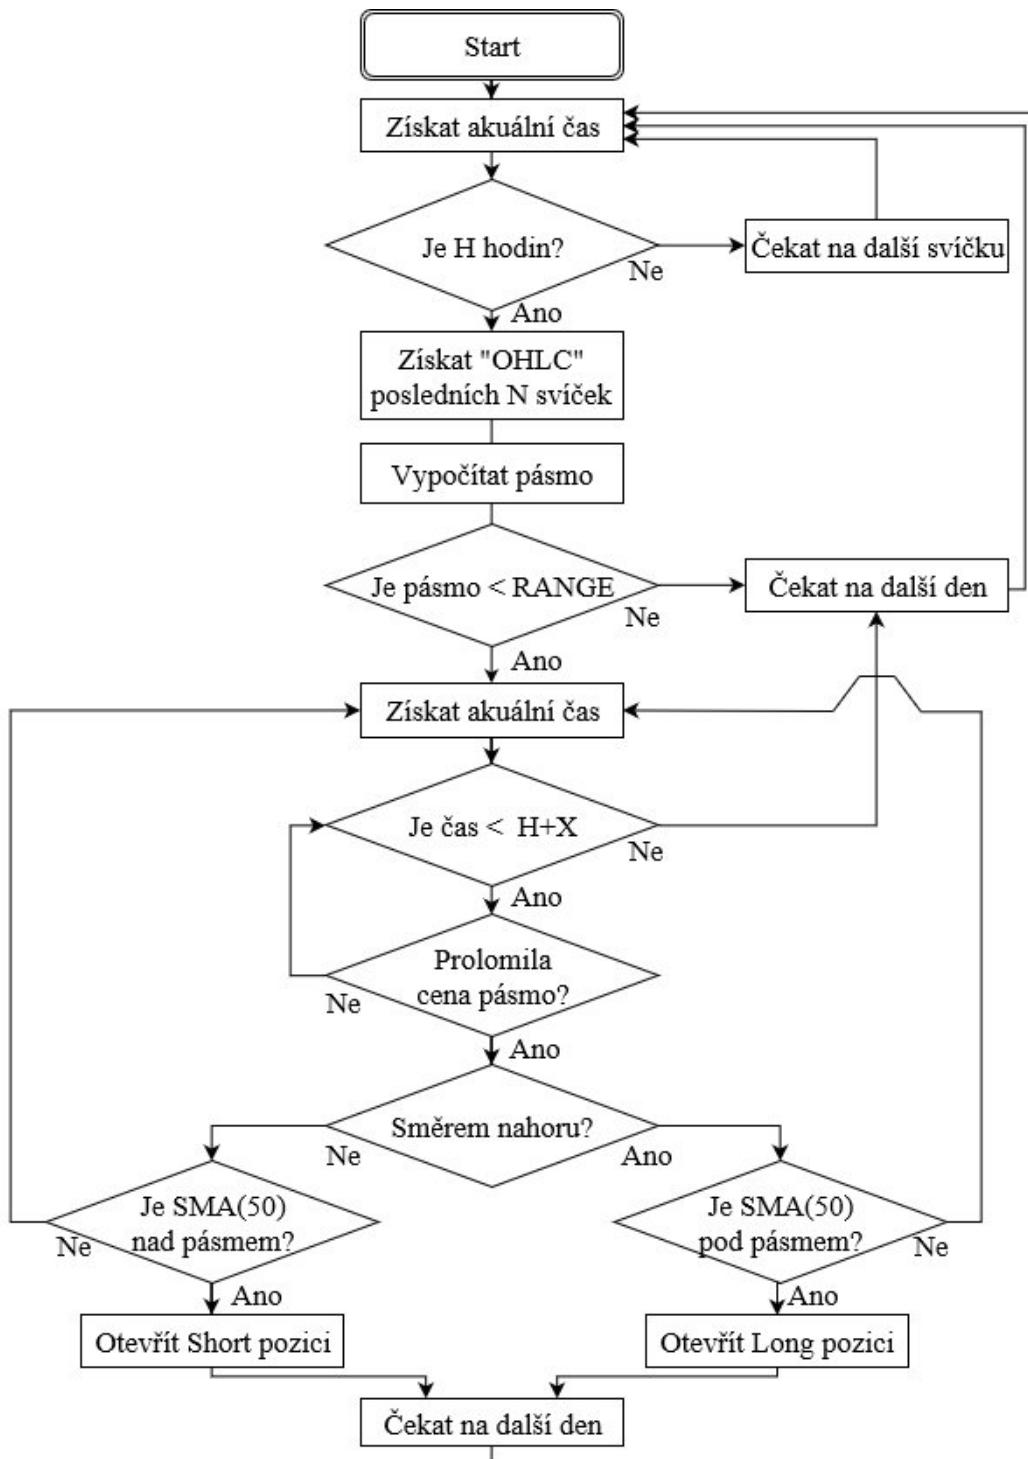 Start
Získat akuální čas
Je H hodin?
Ne
Čekat na další svíčku
Ano
Získat "OHLC"
posledních N svíček
Vypočítat pásmo
Je pásmo < RANGE
Ne
Čekat na další den
Ano
Získat akuální čas
Je čas < H+X
Ne
Ano
Prolomila
cena pásmo?
Ne
Ano
Směrem nahoru?
Ne
Ano
Je SMA(50)
nad pásmem?
Ne
Je SMA(50)
pod pásmem?
Ne
Ano
Ano
Otevřít Short pozici
Otevřít Long pozici
Čekat na další den